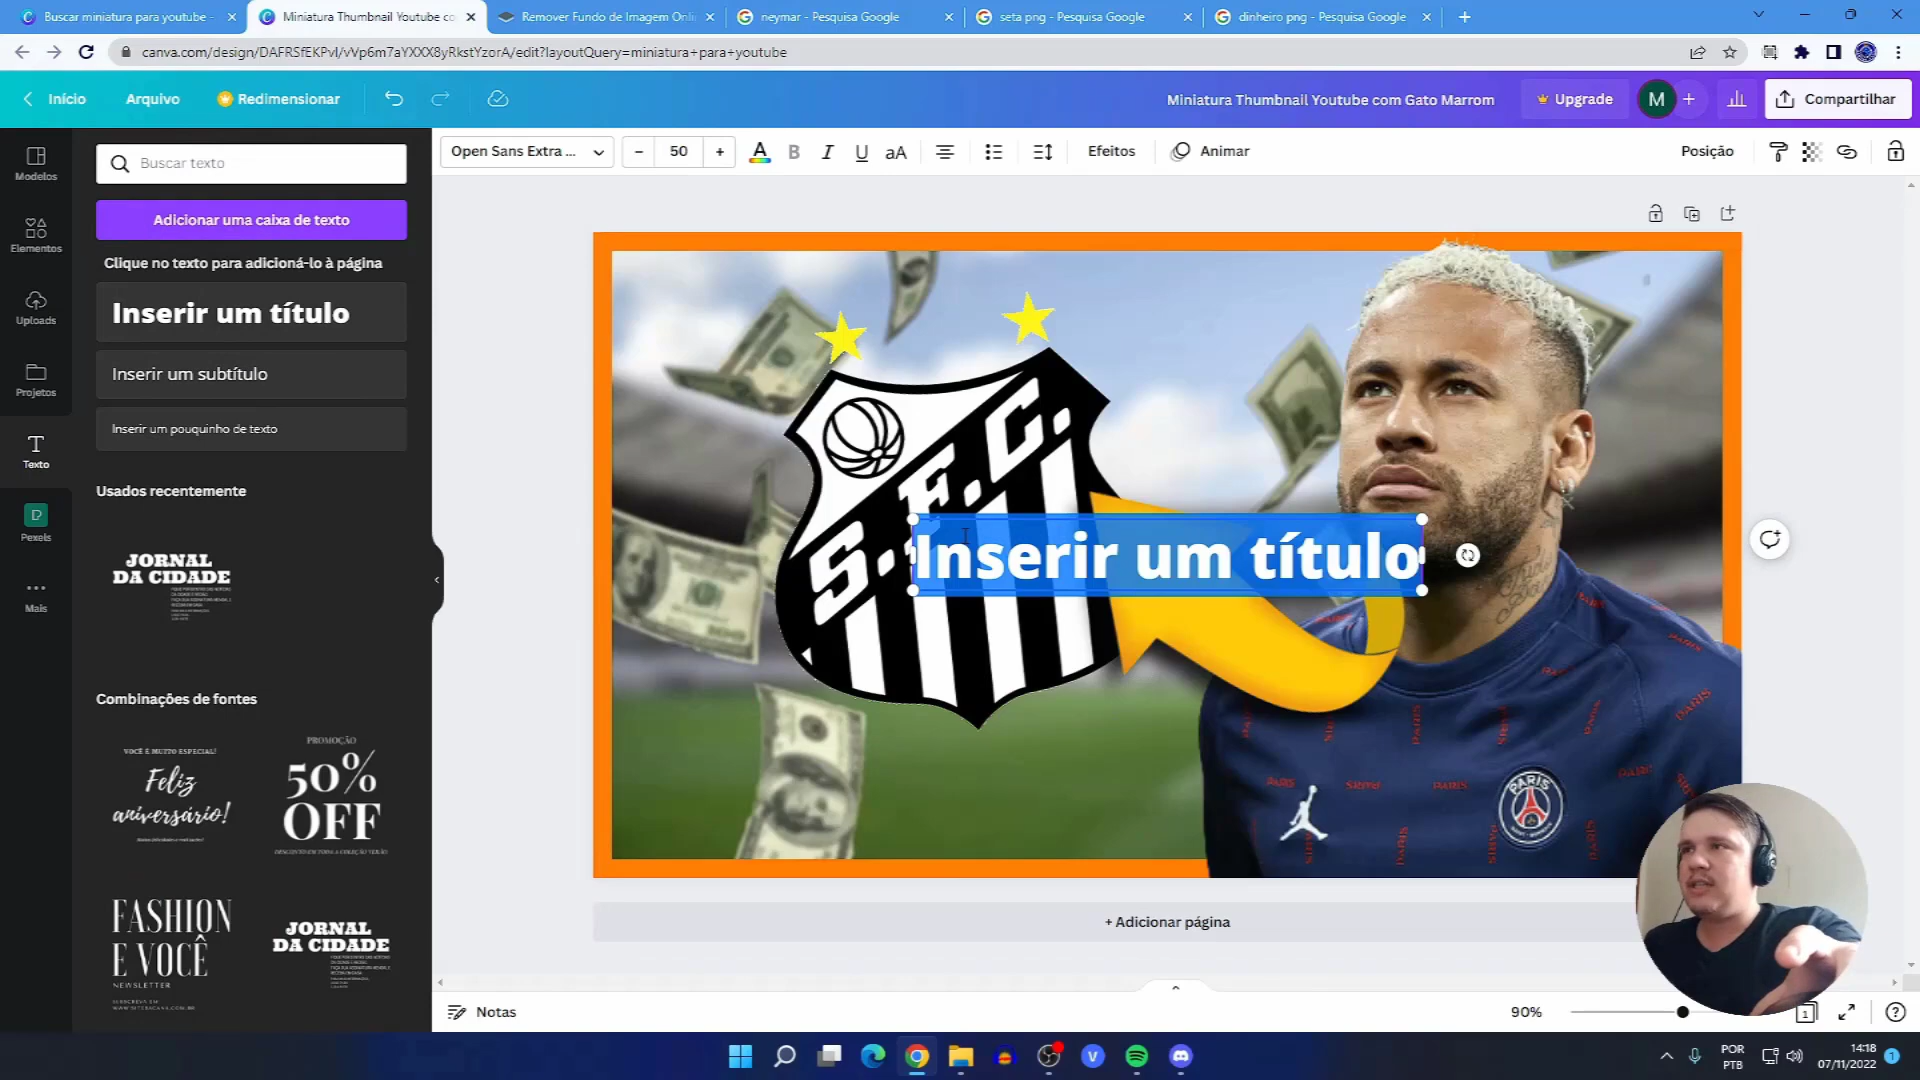 Buscar miniatura para youtube -
Miniatura Thumbnail Youtube co
Remover Fundo de Imagem Onli
neymar - Pesquisa Google
seta png - Pesquisa Google
dinheiro png - Pesquisa Google
canva.com/design/DAFRSfEKPvI/vVp6m7aYXXX8yRkstYzorA/edit?layoutQuery=miniatura+para+youtube
Início
Arquivo
Redimensionar
Miniatura Thumbnail Youtube com Gato Marrom
Upgrade
M
Compartilhar
Modelos
Elementos
Uploads
Projetos
Texto
Pexels
Mais
Buscar texto
Adicionar uma caixa de texto
Clique no texto para adicioná-lo à página
Inserir um título
Inserir um subtítulo
Inserir um pouquinho de texto
Usados recentemente
JORNAL
DA CIDADE
Combinações de fontes
VOCÊ É MUITO ESPECIAL!
Feliz
aniversário!
PROMOÇÃO
50%
OFF
FASHION
E VOCÊ
NEWSLETTER
JORNAL
DA CIDADE
Open Sans Extra ...
50
A
B
I
U
aA
Efeitos
Animar
Posição
S.F.C.
Inserir um título
PARIS
+ Adicionar página
Notas
90%
1
POR
PTB
14:18
07/11/2022
1